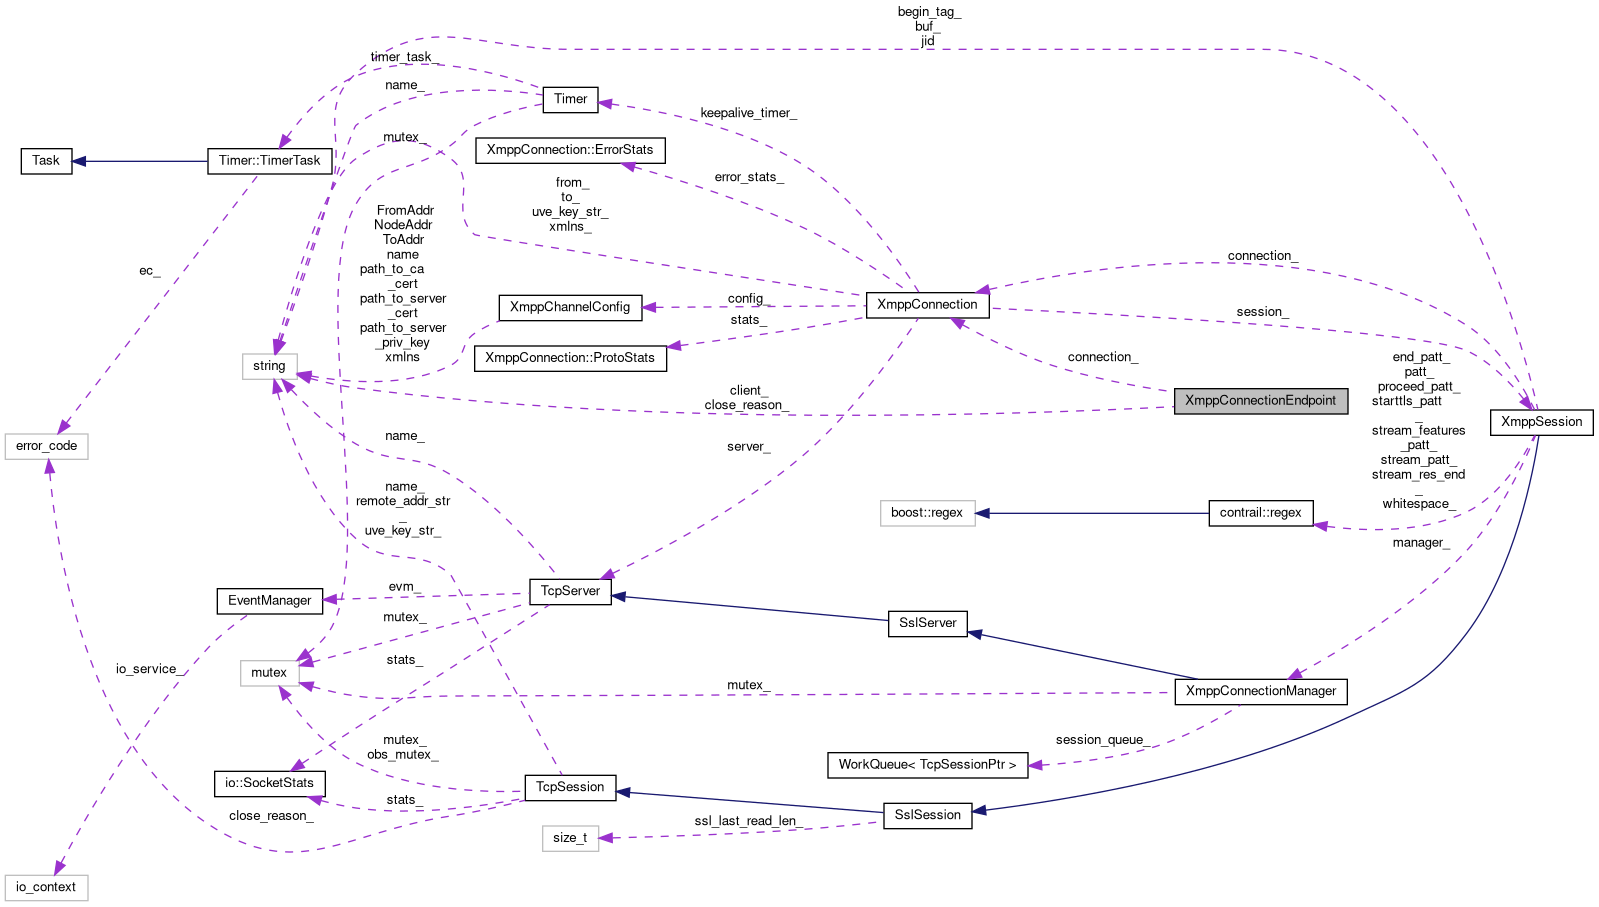 begin_tag_
buf_
jid
timer_task_
name_
Timer
keepalive_timer_
mutex_
XmppConnection::ErrorStats
Task
Timer::TimerTask
error_stats_
from_
to_
uve_key_str_
xmlns_
FromAddr
NodeAddr
ToAddr
name
path_to_ca
_cert
path_to_server
_cert
path_to_server
_priv_key
xmlns
connection_
ec_
XmppChannelConfig
config_
XmppConnection
session_
stats_
string
XmppConnection::ProtoStats
connection_
end_patt_
patt_
proceed_patt_
starttls_patt
_
stream_features
_patt_
stream_patt_
stream_res_end
_
whitespace_
client_
close_reason_
XmppConnectionEndpoint
XmppSession
error_code
name_
server_
name_
remote_addr_str
_
uve_key_str_
boost::regex
contrail::regex
manager_
EventManager
evm_
TcpServer
mutex_
SslServer
stats_
io_service_
mutex
mutex_
XmppConnectionManager
mutex_
obs_mutex_
session_queue_
WorkQueue< TcpSessionPtr >
io::SocketStats
stats_
TcpSession
close_reason_
ssl_last_read_len_
SslSession
size_t
io_context